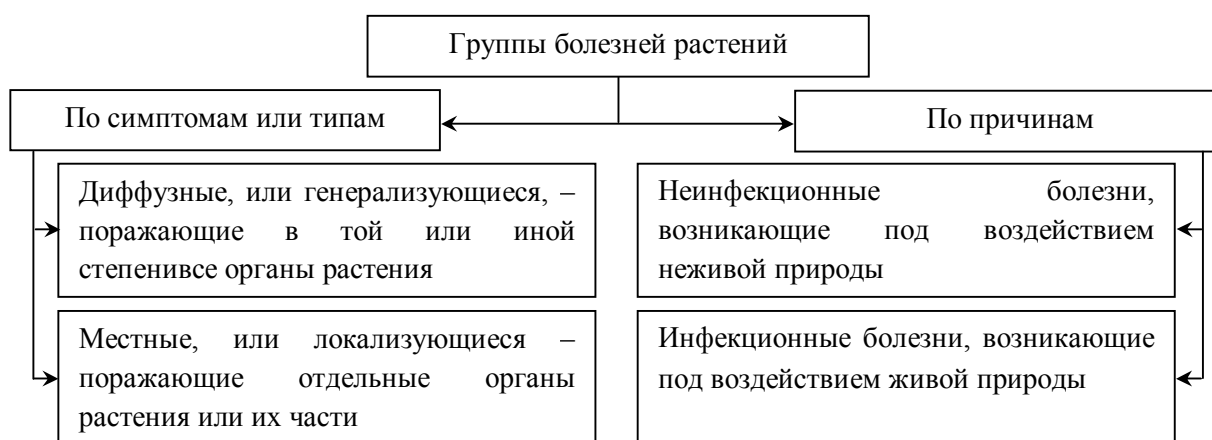 Группы болезней растений
По симптомам или типам
По причинам
Диффузные, или генерализующиеся, –
поражающие в той или иной
степенивсе органы растения
Неинфекционные болезни,
возникающие под воздействием
неживой природы
Местные, или локализующиеся –
поражающие отдельные органы
растения или их части
Инфекционные болезни, возникающие
под воздействием живой природы